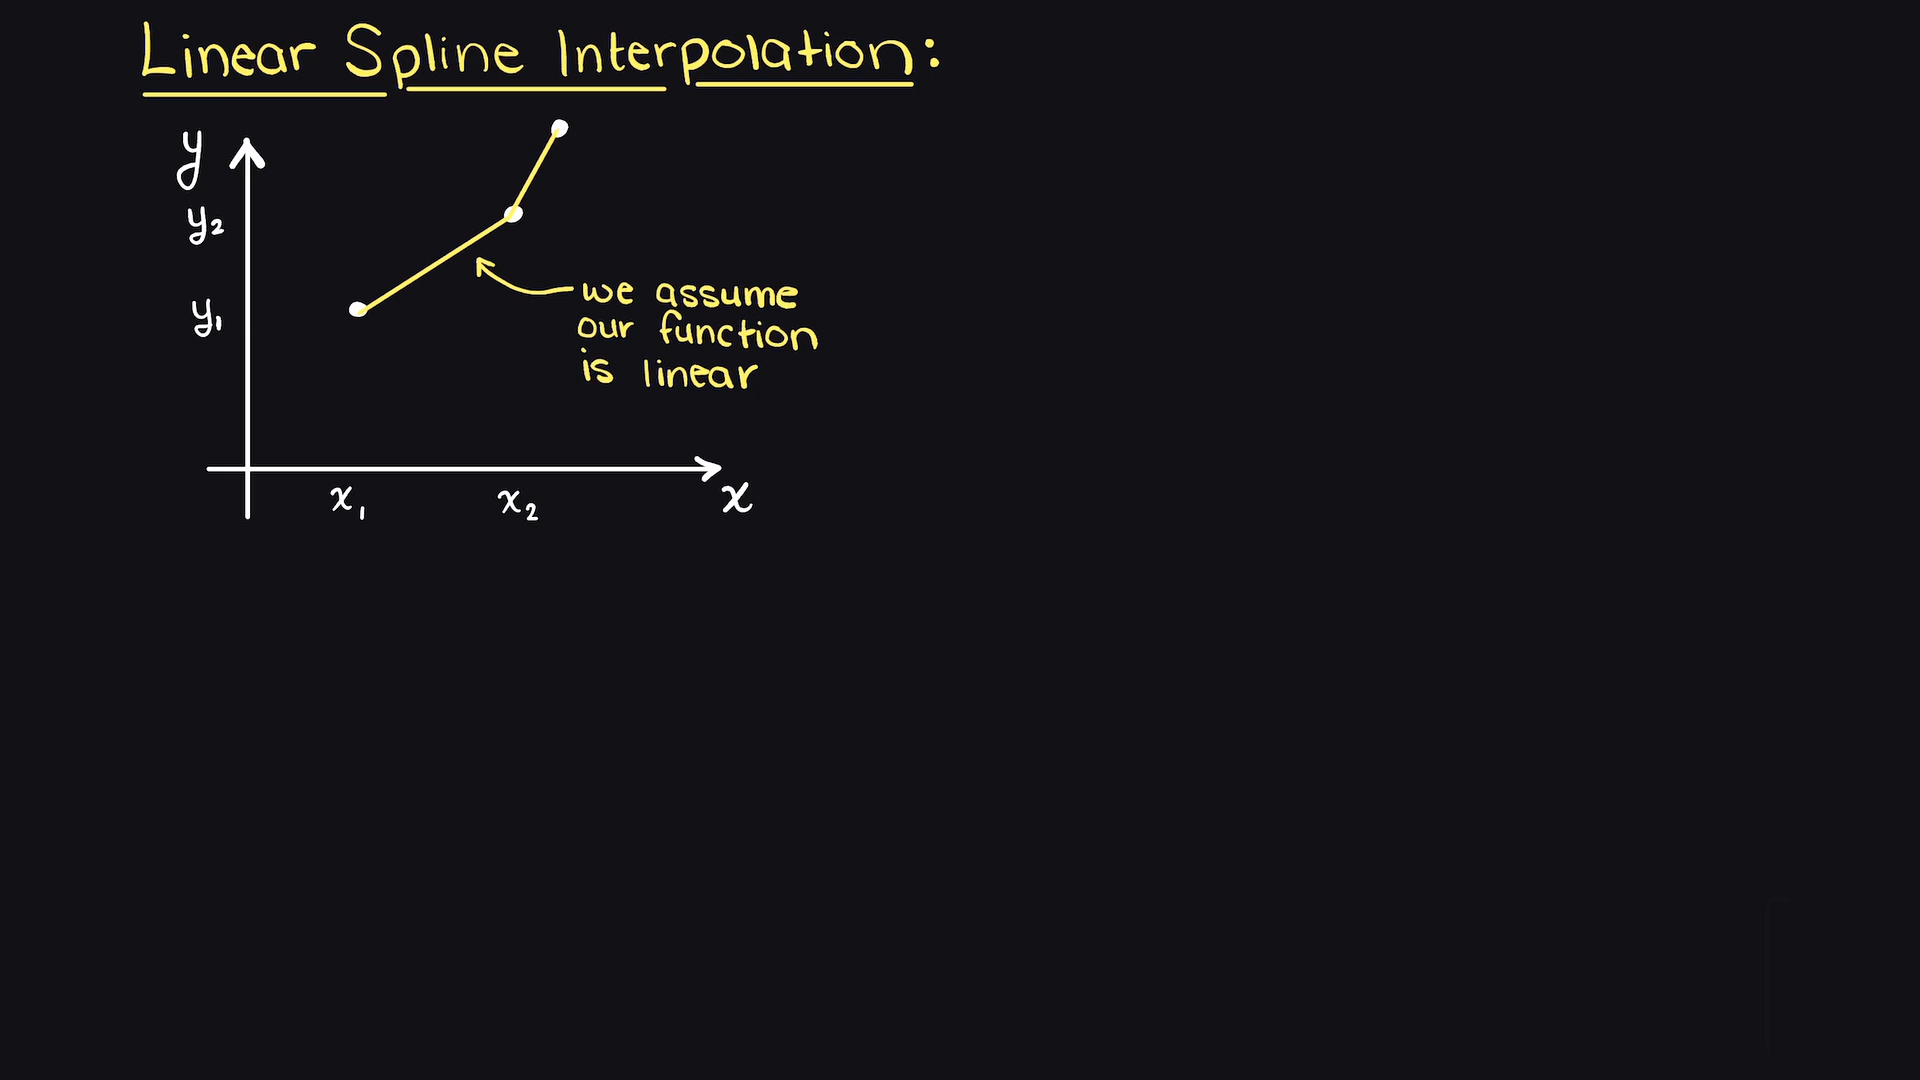 Linear Spline Interpolation:
y
y₂
y₁
we assume
our function
is linear
x₁ x₂ x